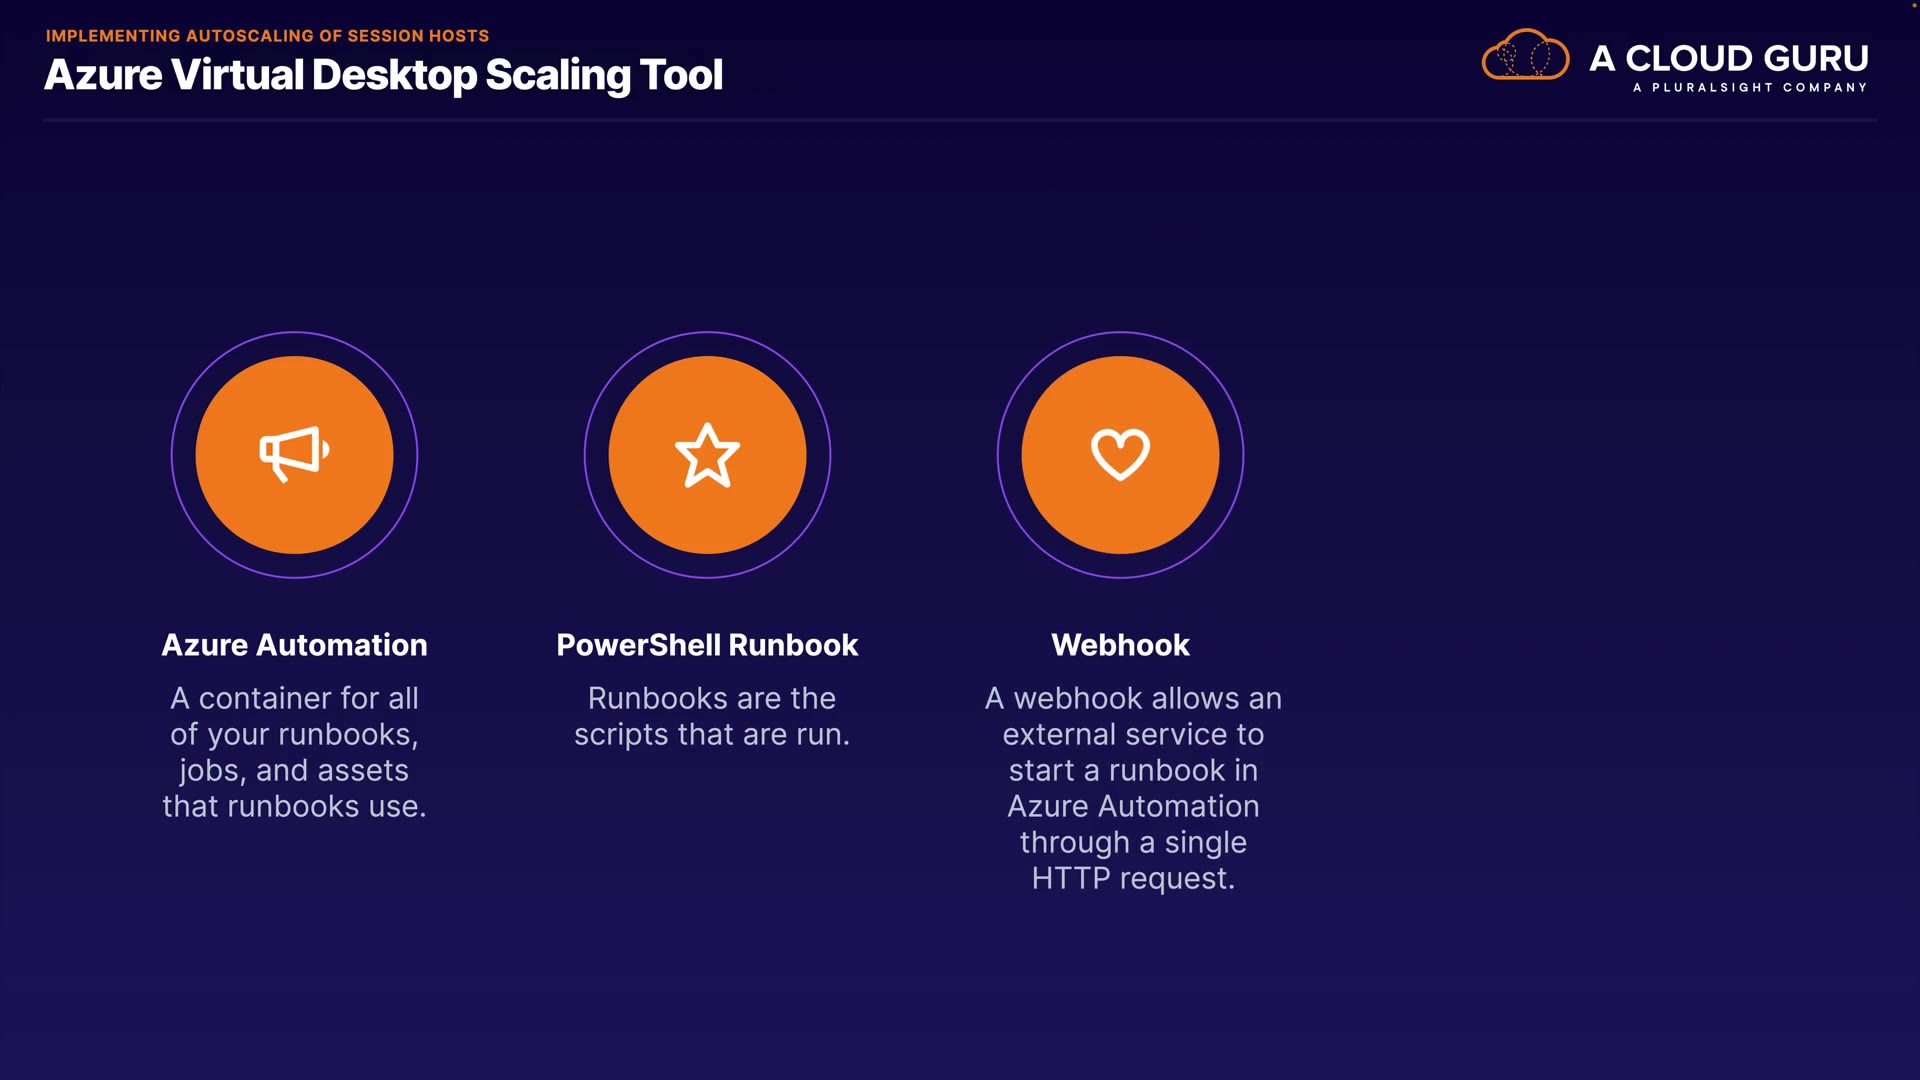 IMPLEMENTING AUTOSCALING OF SESSION HOSTS
Azure Virtual Desktop Scaling Tool
A CLOUD GURU
A PLURALSIGHT COMPANY
Azure Automation
A container for all
of your runbooks,
jobs, and assets
that runbooks use.
PowerShell Runbook
Runbooks are the
scripts that are run.
Webhook
A webhook allows an
external service to
start a runbook in
Azure Automation
through a single
HTTP request.